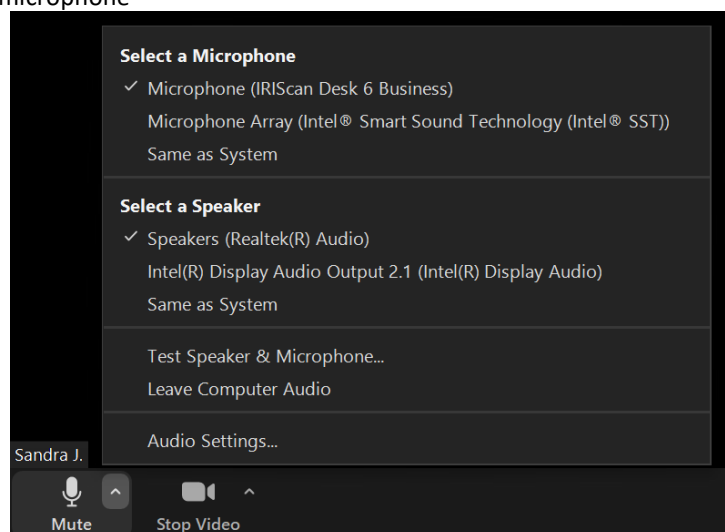 microphone
Select a Microphone
✓ Microphone (IRIScan Desk 6 Business)
Microphone Array (Intel® Smart Sound Technology (Intel® SST))
Same as System
Select a Speaker
✓ Speakers (Realtek(R) Audio)
Intel(R) Display Audio Output 2.1 (Intel(R) Display Audio)
Same as System
Test Speaker & Microphone...
Leave Computer Audio
Audio Settings...
Sandra J.
Mute
Stop Video